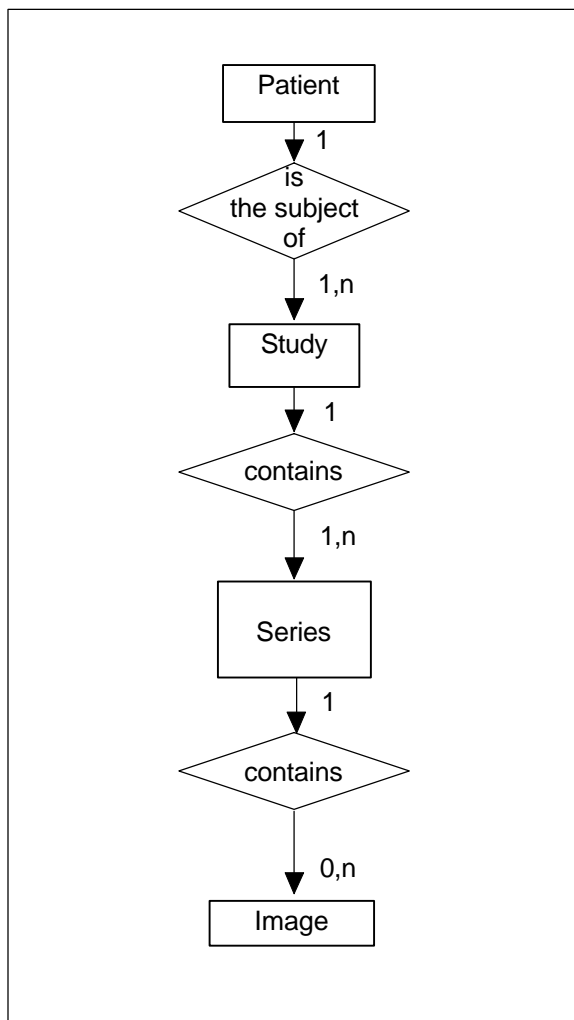 Patient
1
is
the subject
of
1,n
Study
1
contains
1,n
Series
1
contains
0,n
Image